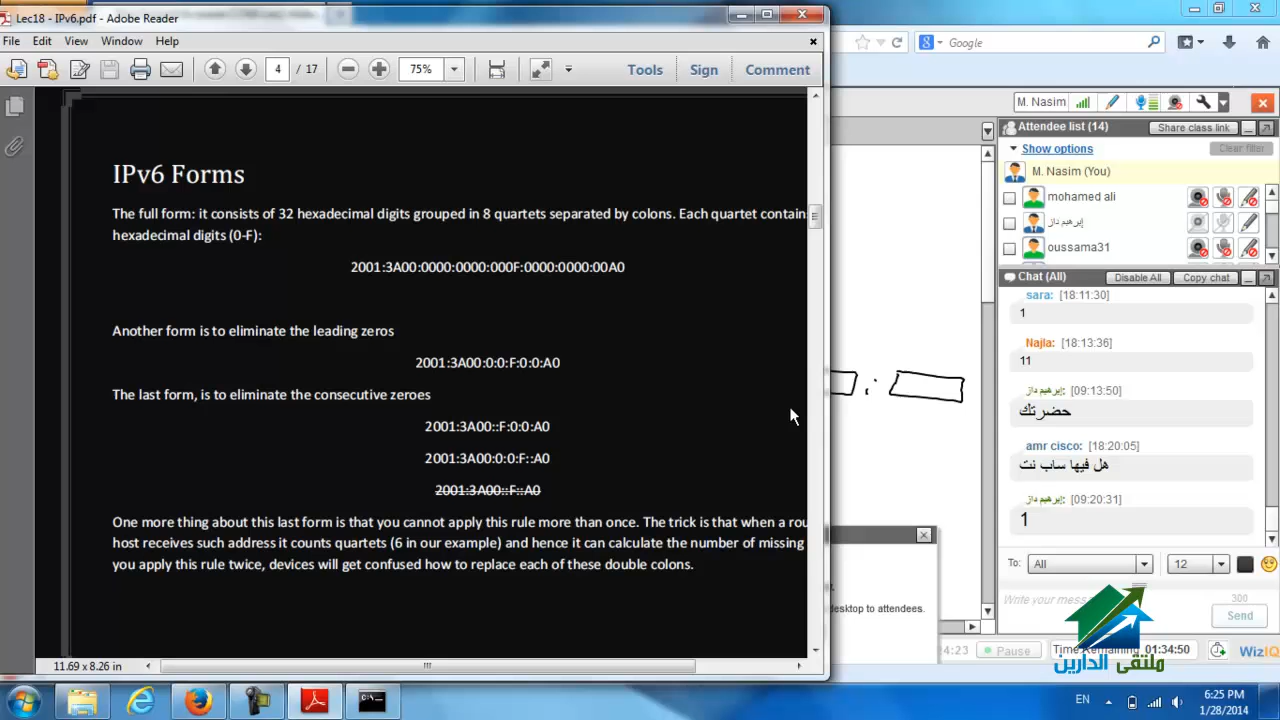 Lec18 - IPv6.pdf - Adobe Reader
File Edit View Window Help
4 / 17 75% Tools Sign Comment
IPv6 Forms
The full form: it consists of 32 hexadecimal digits grouped in 8 quartets separated by colons. Each quartet contain
hexadecimal digits (0-F):
2001:3A00:0000:0000:000F:0000:0000:00A0
Another form is to eliminate the leading zeros
2001:3A00:0:0:F:0:0:A0
The last form, is to eliminate the consecutive zeroes
2001:3A00::F:0:0:A0
2001:3A00:0:0:F::A0
2001:3A00::F::A0
One more thing about this last form is that you cannot apply this rule more than once. The trick is that when a rou
host receives such address it counts quartets (6 in our example) and hence it can calculate the number of missing
you apply this rule twice, devices will get confused how to replace each of these double colons.
11.69 x 8.26 in
Google
M. Nasim
Attendee list (14) Share class link
Show options Clear filter
M. Nasim (You)
mohamed ali
إبرهيم داز
oussama31
Chat (All) Disable All Copy chat
sara: [18:11:30]
1
Najla: [18:13:36]
11
إبرهيم داز: [09:13:50]
حضرتك
amr cisco: [18:20:05]
هل فيها ساب نت
إبرهيم داز: [09:20:31]
1
To: All 12
Write your mess
300
Send
desktop to attendees.
4:23 Pause Time Remaining 01:34:50 WizIQ
ملتقى الدارين
EN
6:25 PM
1/28/2014